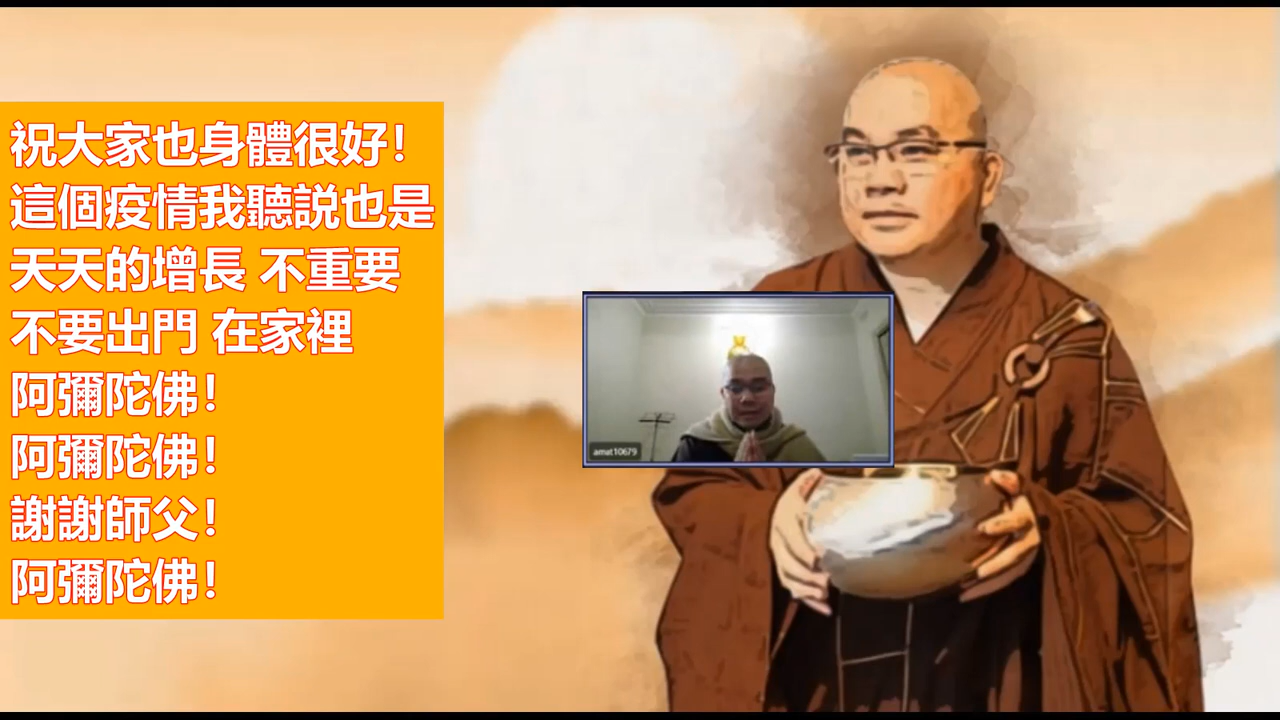 祝大家也身體很好！
這個疫情我聽説也是
天天的增長 不重要
不要出門 在家裡
阿彌陀佛！
阿彌陀佛！
謝謝師父！
阿彌陀佛！
amat10679